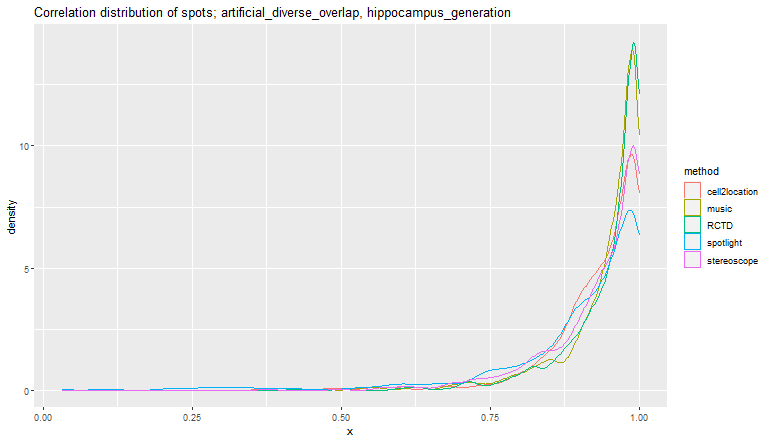 Correlation distribution of spots; artificial_diverse_overlap, hippocampus_generation
density
10
5
0
0.00
0.25
0.50
0.75
1.00
x
method
cell2location
music
RCTD
spotlight
stereoscope